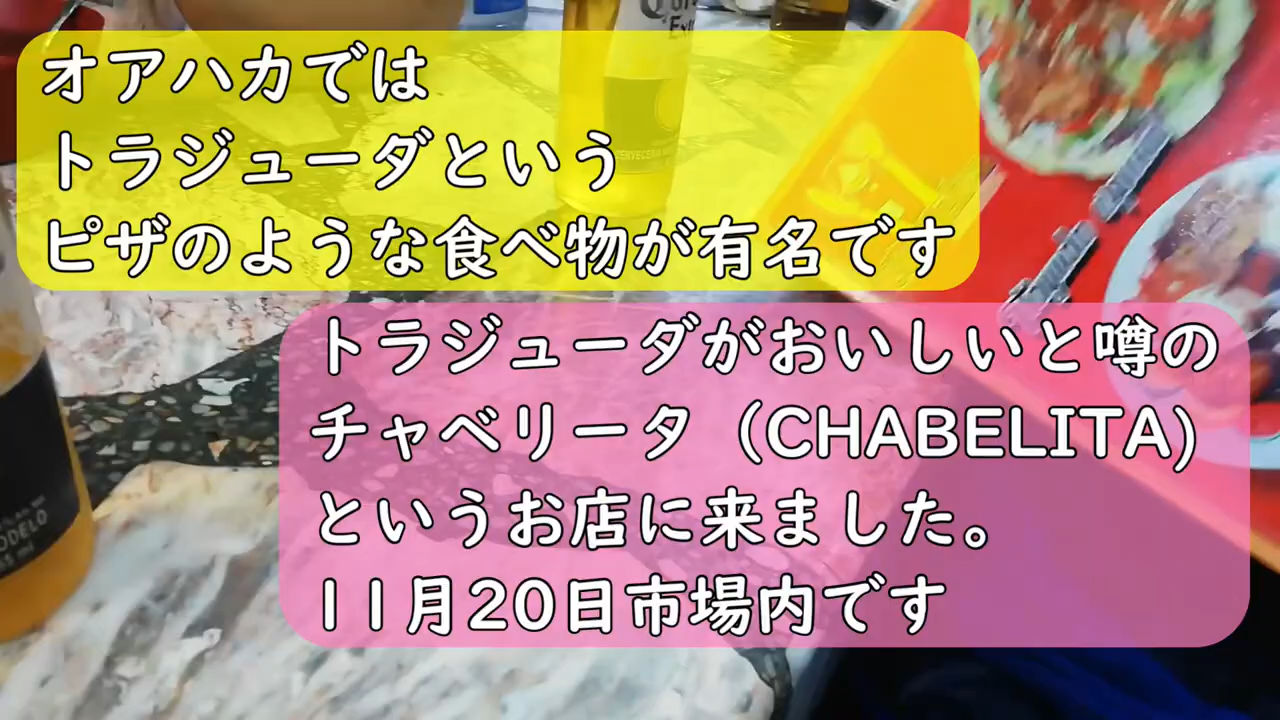 オアハカでは
トラジューダという
ピザのような食べ物が有名です
トラジューダがおいしいと噂の
チャベリータ（CHABELITA)
というお店に来ました。
11月20日市場内です
ODELO